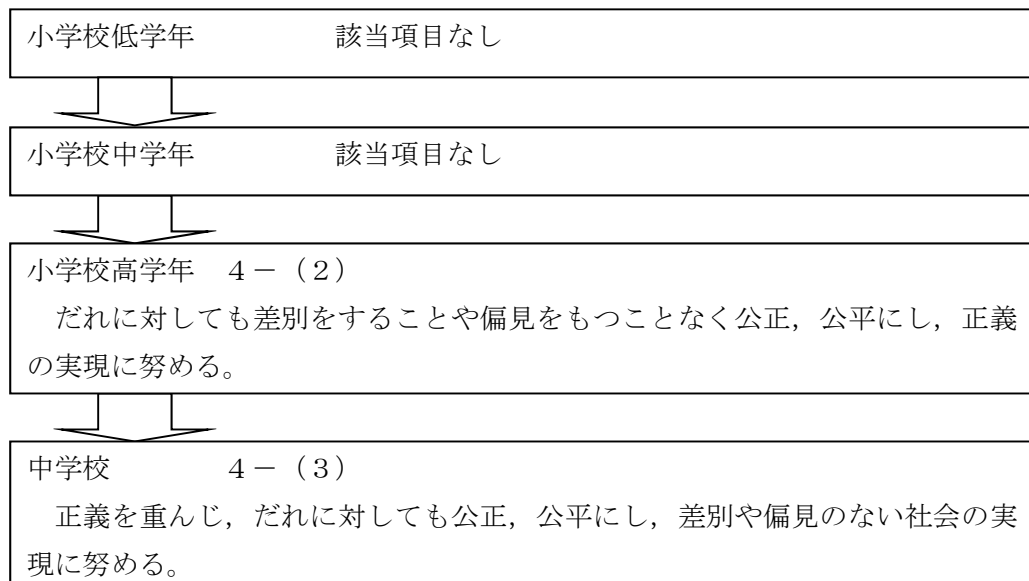 小学校低学年　　　　　該当項目なし
小学校中学年　　　　　該当項目なし
小学校高学年　４－（２）
　だれに対しても差別をすることや偏見をもつことなく公正，公平にし，正義
の実現に努める。
中学校　　　　４－（３）
　正義を重んじ，だれに対しても公正，公平にし，差別や偏見のない社会の実
現に努める。